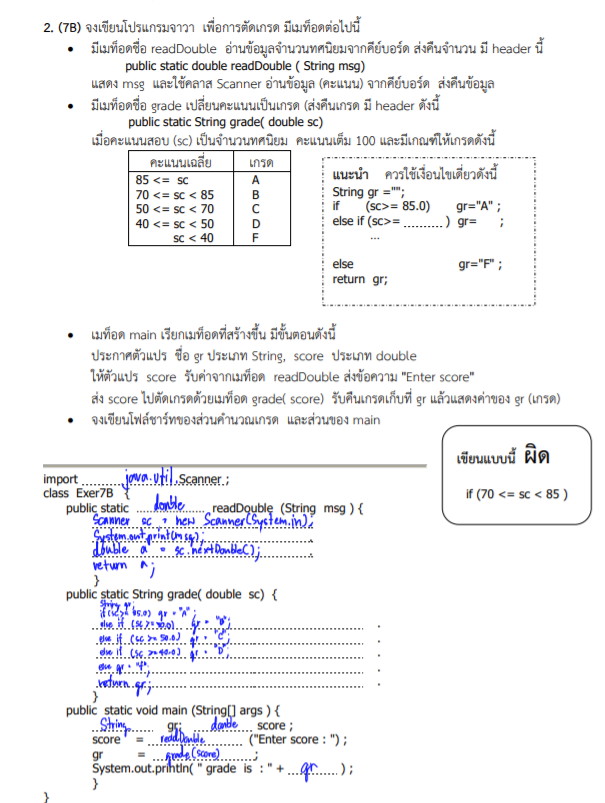 2. (7B) จงเขียนโปรแกรมจาวา เพื่อการตัดเกรด มีเมท็อดต่อไปนี้
• มีเมท็อดชื่อ readDouble อ่านข้อมูลจำนวนทศนิยมจากคีย์บอร์ด ส่งคืนจำนวน มี header นี้
public static double readDouble ( String msg)
แสดง msg และใช้คลาส Scanner อ่านข้อมูล (คะแนน) จากคีย์บอร์ด ส่งคืนข้อมูล
• มีเมท็อดชื่อ grade เปลี่ยนคะแนนเป็นเกรด (ส่งคืนเกรด มี header ดังนี้
public static String grade( double sc)
เมื่อคะแนนสอบ (sc) เป็นจำนวนทศนิยม คะแนนเต็ม 100 และมีเกณฑ์ให้เกรดดังนี้
คะแนนเฉลี่ย เกรด
85 <= sc A
70 <= sc < 85 B
50 <= sc < 70 C
40 <= sc < 50 D
sc < 40 F
แนะนำ ควรใช้เงื่อนไขเดี่ยวดังนี้
String gr ="";
if (sc>= 85.0) gr="A" ;
else if (sc>= ......... ) gr= ;
...
else gr="F" ;
return gr;
• เมท็อด main เรียกเมท็อดที่สร้างขึ้น มีขั้นตอนดังนี้
ประกาศตัวแปร ชื่อ gr ประเภท String, score ประเภท double
ให้ตัวแปร score รับค่าจากเมท็อด readDouble ส่งข้อความ "Enter score"
ส่ง score ไปตัดเกรดด้วยเมท็อด grade( score) รับคืนเกรดเก็บที่ gr แล้วแสดงค่าของ gr (เกรด)
• จงเขียนโฟล์ชาร์ทของส่วนคำนวณเกรด และส่วนของ main
เขียนแบบนี้ ผิด
if (70 <= sc < 85 )
import java.util.Scanner ;
class Exer7B {
public static double readDouble (String msg ) {
Scanner sc = new Scanner(System.in);
System.out.print(msg);
double a = sc.nextDouble();
return a;
}
public static String grade( double sc) {
String gr;
if (sc >= 85.0) gr = "A";
else if (sc >= 70.0) gr = "B";
else if (sc >= 50.0) gr = "C";
else if (sc >= 40.0) gr = "D";
else gr = "F";
return gr;
}
public static void main (String[] args ) {
String gr; double score ;
score = readDouble ("Enter score : ") ;
gr = grade(score) ;
System.out.println( " grade is : " + gr ) ;
}
}